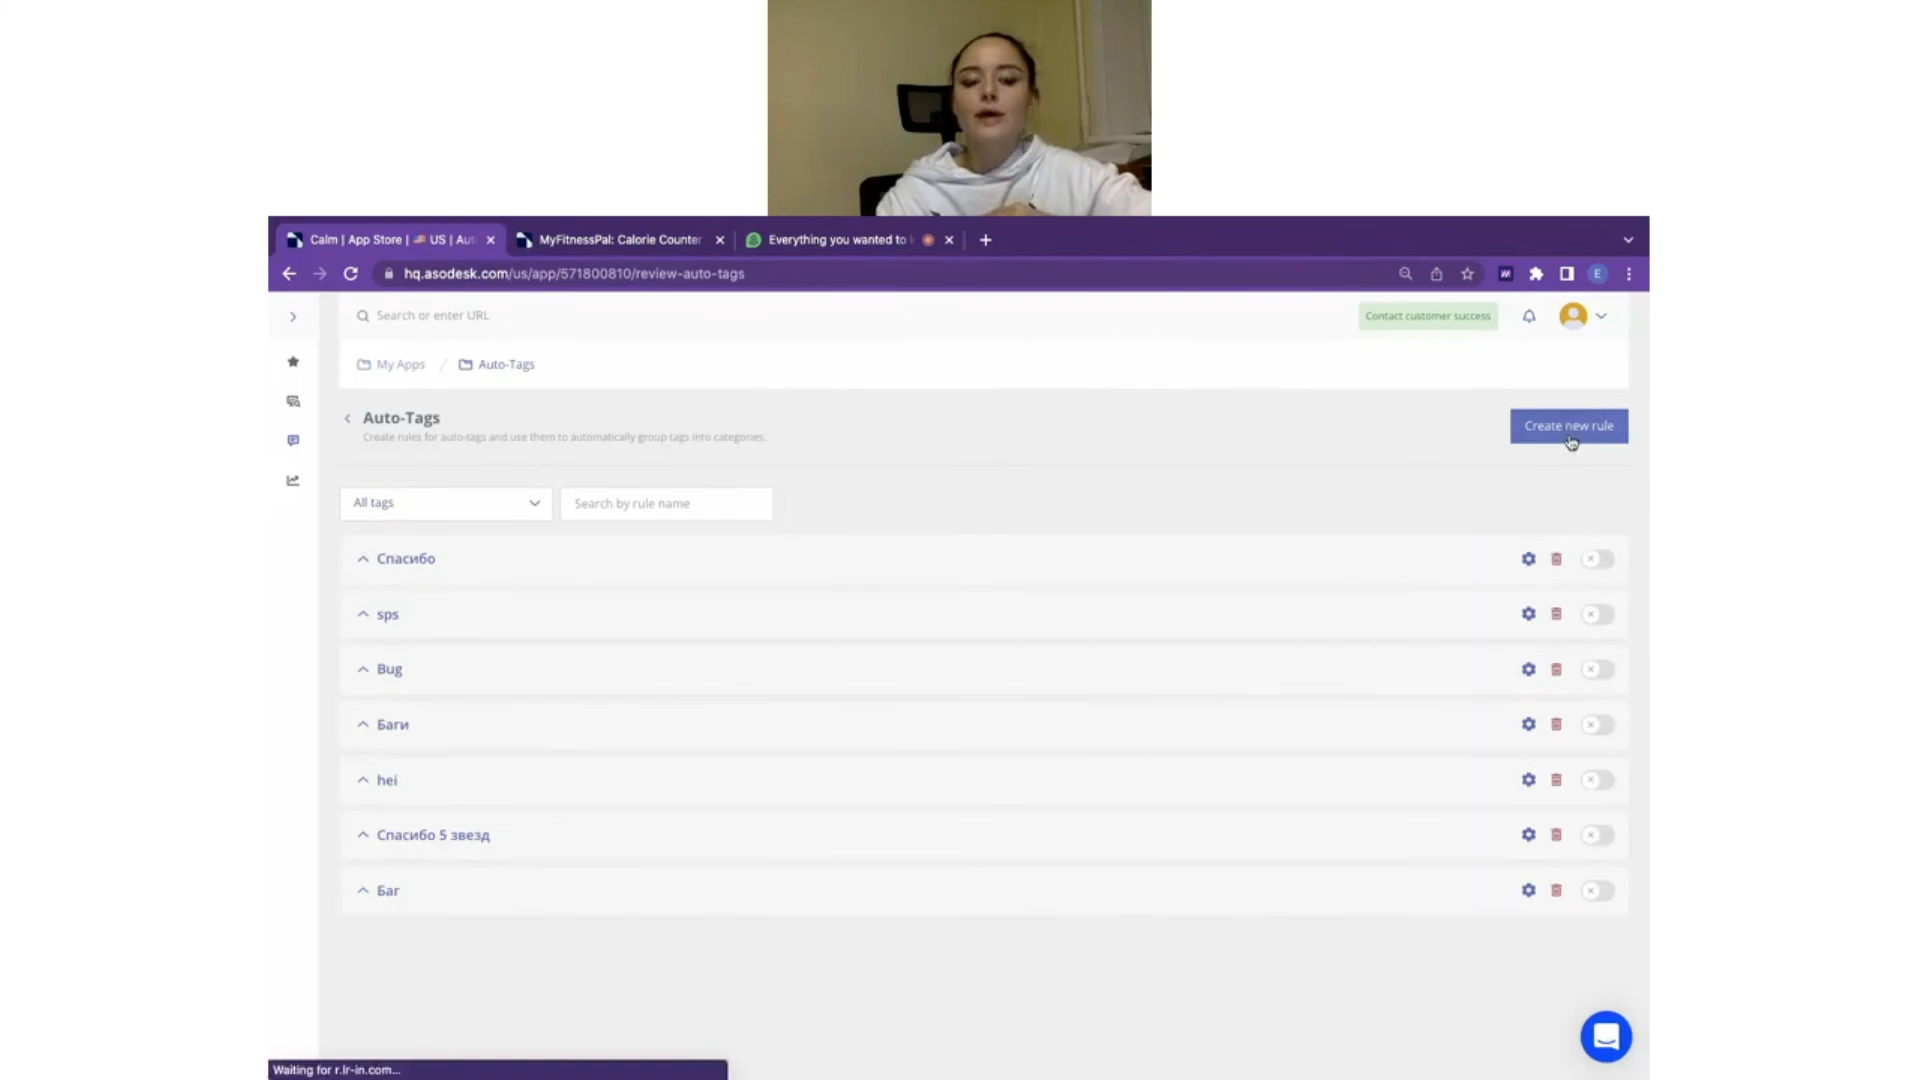 Calm | App Store | 🇺🇸 US | Aut
MyFitnessPal: Calorie Counter
Everything you wanted to
hq.asodesk.com/us/app/571800810/review-auto-tags
E
Search or enter URL
Contact customer success
My Apps / Auto-Tags
Auto-Tags
Create rules for auto-tags and use them to automatically group tags into categories.
Create new rule
All tags
Search by rule name
Спасибо
sps
Bug
Баги
hei
Спасибо 5 звезд
Баг
Waiting for r.lr-in.com...